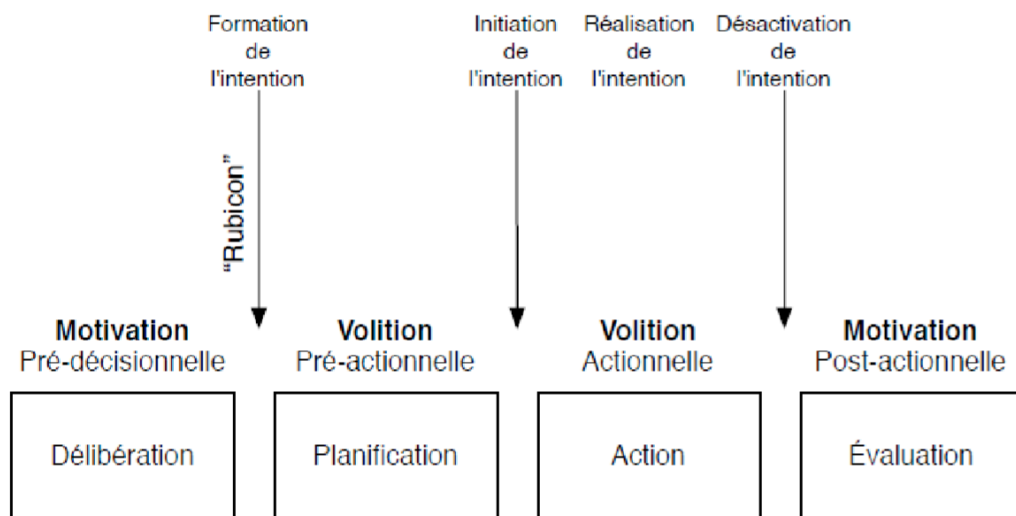 Formation
de
l'intention
Initiation
de
l'intention
Réalisation
de
l'intention
Désactivation
de
l'intention
“Rubicon”
Motivation
Pré-décisionnelle
Volition
Pré-actionnelle
Volition
Actionnelle
Motivation
Post-actionnelle
Délibération
Planification
Action
Évaluation